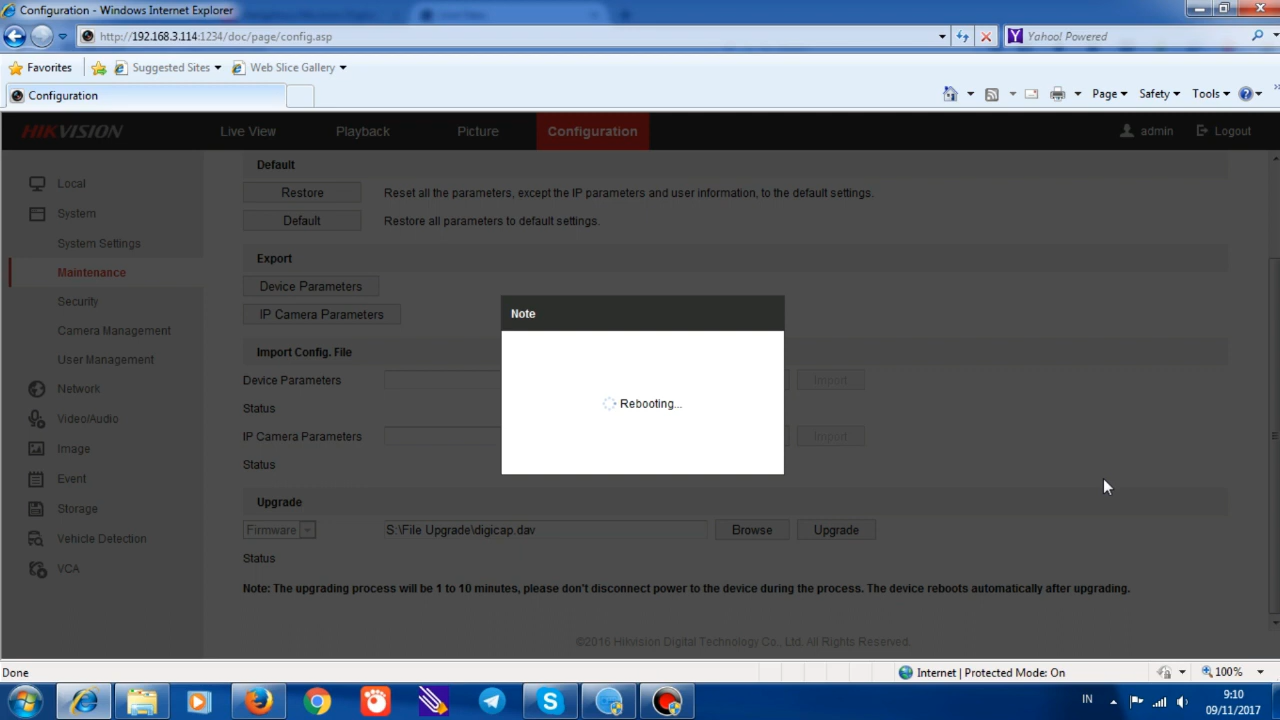 Configuration - Windows Internet Explorer
http://192.168.3.114:1234/doc/page/config.asp
Yahoo! Powered
Favorites
Suggested Sites
Web Slice Gallery
Configuration
Page
Safety
Tools
HIKVISION
Live View
Playback
Picture
Configuration
admin
Logout
Local
System
System Settings
Maintenance
Security
Camera Management
User Management
Network
Video/Audio
Image
Event
Storage
Vehicle Detection
VCA
Default
Restore
Reset all the parameters, except the IP parameters and user information, to the default settings.
Default
Restore all parameters to default settings.
Export
Device Parameters
IP Camera Parameters
Import Config. File
Device Parameters
Import
Status
IP Camera Parameters
Import
Status
Note
Rebooting...
Upgrade
Firmware
S:\File Upgrade\digicap.dav
Browse
Upgrade
Status
Note: The upgrading process will be 1 to 10 minutes, please don't disconnect power to the device during the process. The device reboots automatically after upgrading.
©2016 Hikvision Digital Technology Co., Ltd. All Rights Reserved.
Done
Internet | Protected Mode: On
100%
IN
9:10
09/11/2017